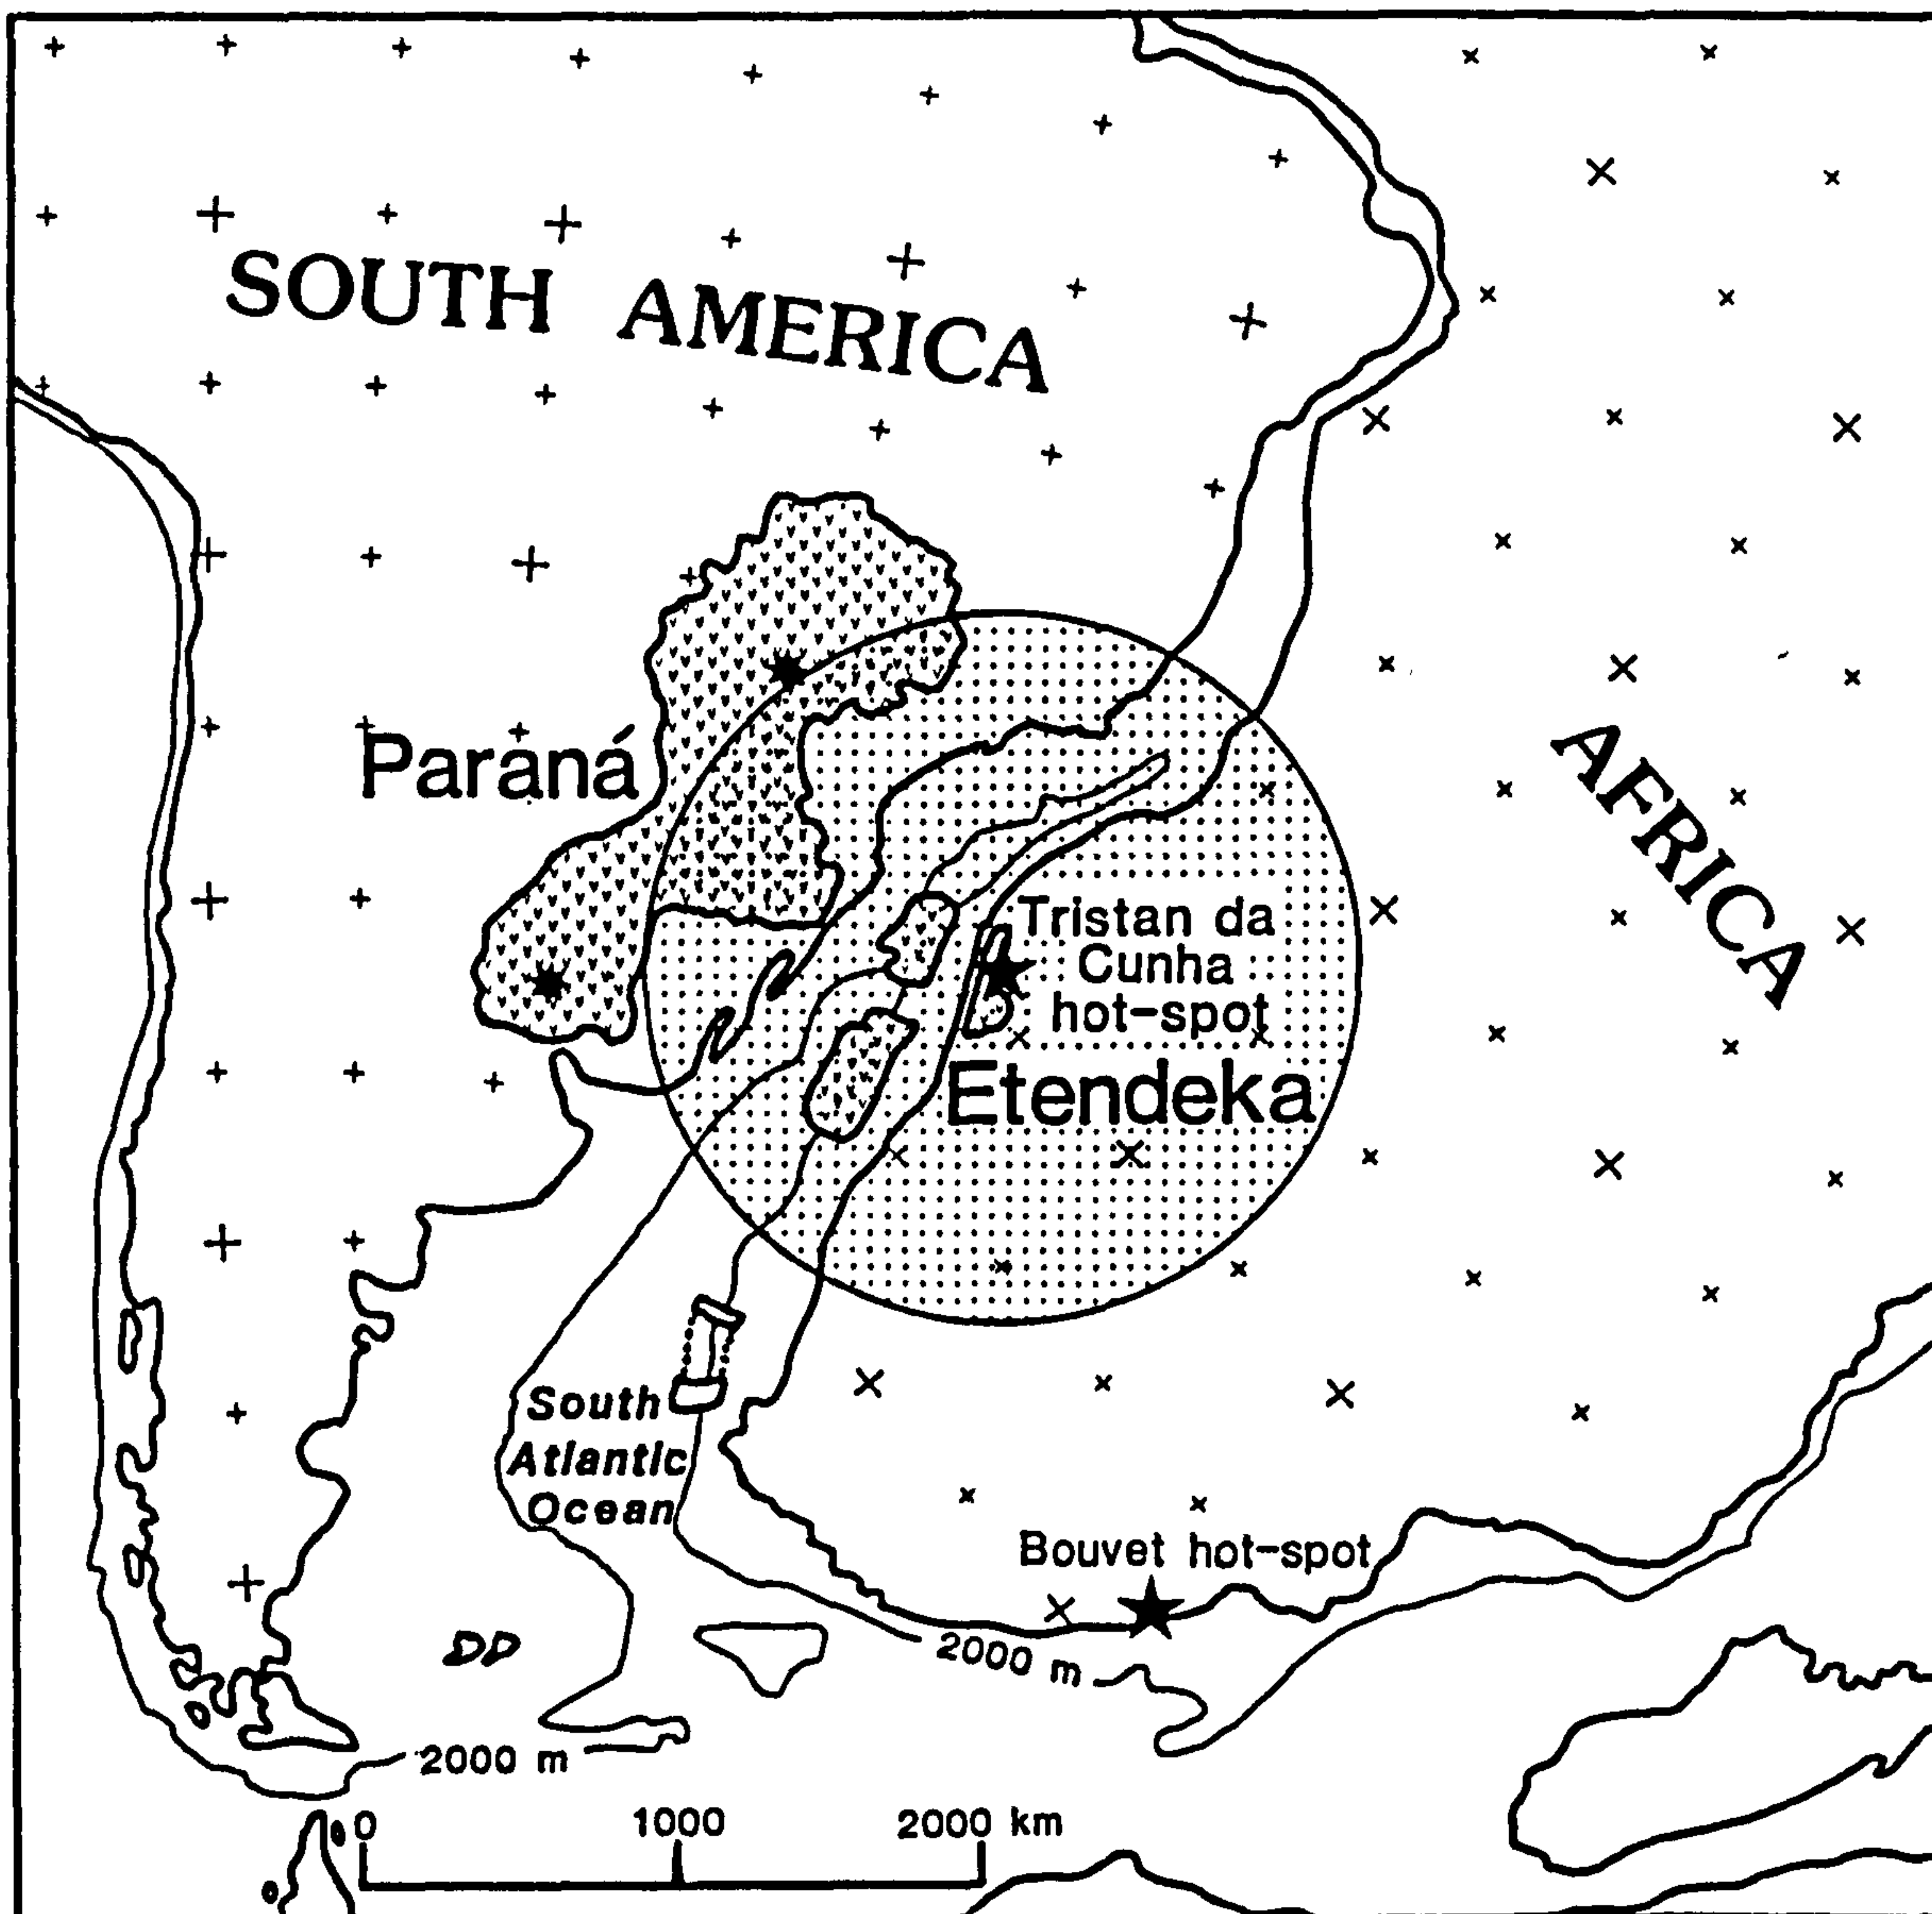 SOUTH AMERICA
AFRICA
Paraná
Tristan da
Cunha
hot-spot
Etendeka
South
Atlantic
Ocean
Bouvet hot-spot
2000 m
2000 m
0 1000 2000 km